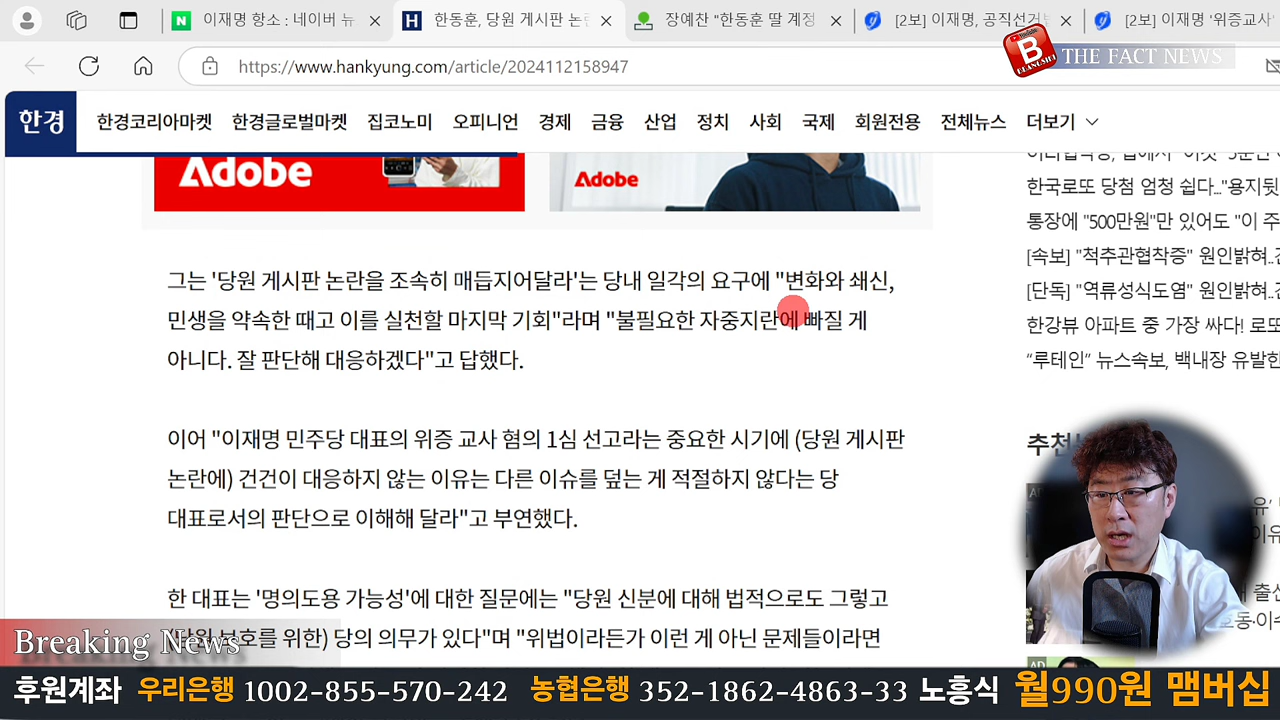 이재명 항소 : 네이버 뉴
한동훈, 당원 게시판 논란
장예찬 "한동훈 딸 계정
[2보] 이재명, 공직선거
[2보] 이재명 '위증교사'
https://www.hankyung.com/article/2024112158947
BBANGSIBI
THE FACT NEWS
한경
한경코리아마켓 한경글로벌마켓 집코노미 오피니언 경제 금융 산업 정치 사회 국제 회원전용 전체뉴스 더보기
Adobe
Adobe
한국로또 당첨 엄청 쉽다..."용지뒷
통장에 "500만원"만 있어도 "이 주
[속보] "척추관협착증" 원인밝혀..
[단독] "역류성식도염" 원인밝혀..
한강뷰 아파트 중 가장 싸다! 로또
"루테인" 뉴스속보, 백내장 유발한
그는 '당원 게시판 논란을 조속히 매듭지어달라'는 당내 일각의 요구에 "변화와 쇄신,
민생을 약속한 때고 이를 실천할 마지막 기회"라며 "불필요한 자중지란에 빠질 게
아니다. 잘 판단해 대응하겠다"고 답했다.
이어 "이재명 민주당 대표의 위증 교사 혐의 1심 선고라는 중요한 시기에 (당원 게시판
논란에) 건건이 대응하지 않는 이유는 다른 이슈를 덮는 게 적절하지 않다는 당
대표로서의 판단으로 이해해 달라"고 부연했다.
한 대표는 '명의도용 가능성'에 대한 질문에는 "당원 신분에 대해 법적으로도 그렇고
(당원 보호를 위한) 당의 의무가 있다"며 "위법이라든가 이런 게 아닌 문제들이라면
Breaking News
후원계좌 우리은행 1002-855-570-242 농협은행 352-1862-4863-33 노흥식 월990원 맴버십